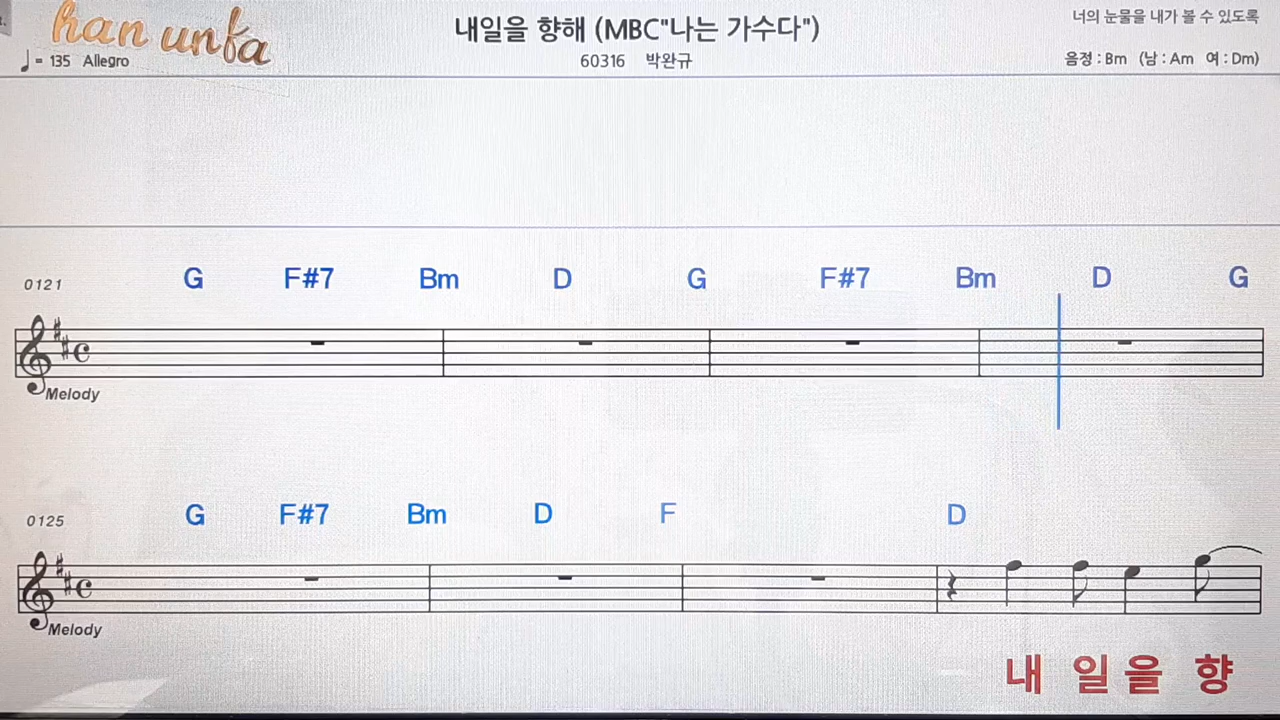 han unfa
내일을 향해 (MBC"나는 가수다")
너의 눈물을 내가 볼 수 있도록
♩= 135 Allegro
60316 박완규
음정 : Bm (남 : Am 여 : Dm)
0121 G F#7 Bm D G F#7 Bm D G
Melody
0125 G F#7 Bm D F D
Melody
내 일 을 향